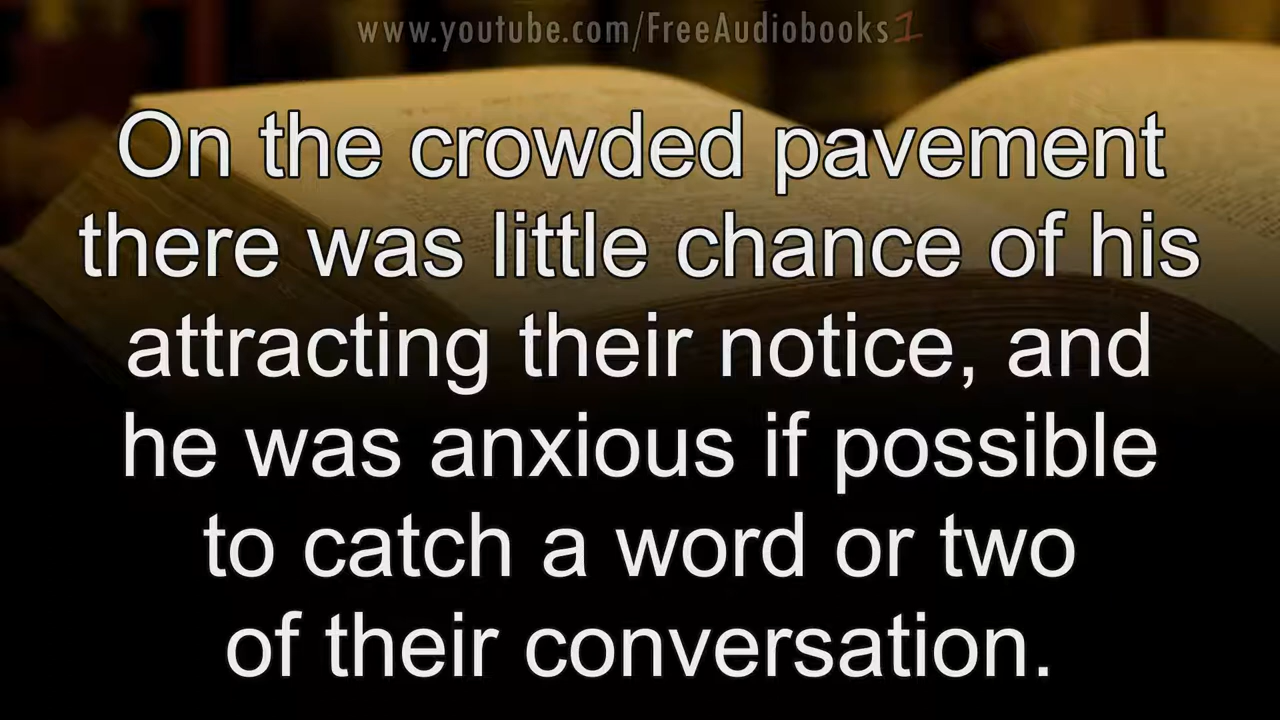 www.youtube.com/FreeAudiobooks1
On the crowded pavement
there was little chance of his
attracting their notice, and
he was anxious if possible
to catch a word or two
of their conversation.